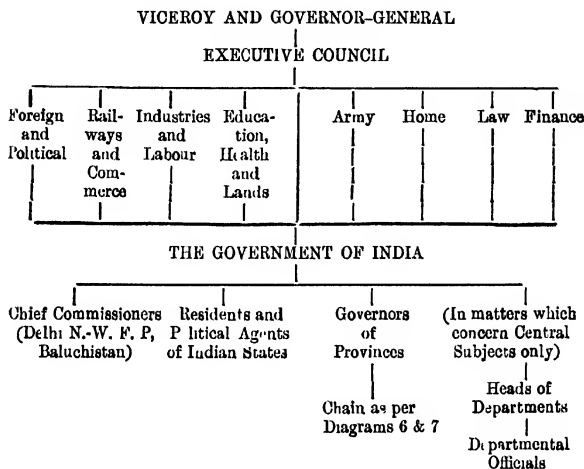 VICEROY AND GOVERNOR-GENERAL
EXECUTIVE COUNCIL
Foreign
and
Political
Rail-
ways
and
Com-
merce
Industries
and
Labour
Educa-
tion,
Health
and
Lands
Army
Home
Law
Finance
THE GOVERNMENT OF INDIA
Chief Commissioners
(Delhi N.-W. F. P,
Baluchistan)
Residents and
Political Agents
of Indian States
Governors
of
Provinces
Chain as per
Diagrams 6 & 7
(In matters which
concern Central
Subjects only)
Heads of
Departments
Departmental
Officials